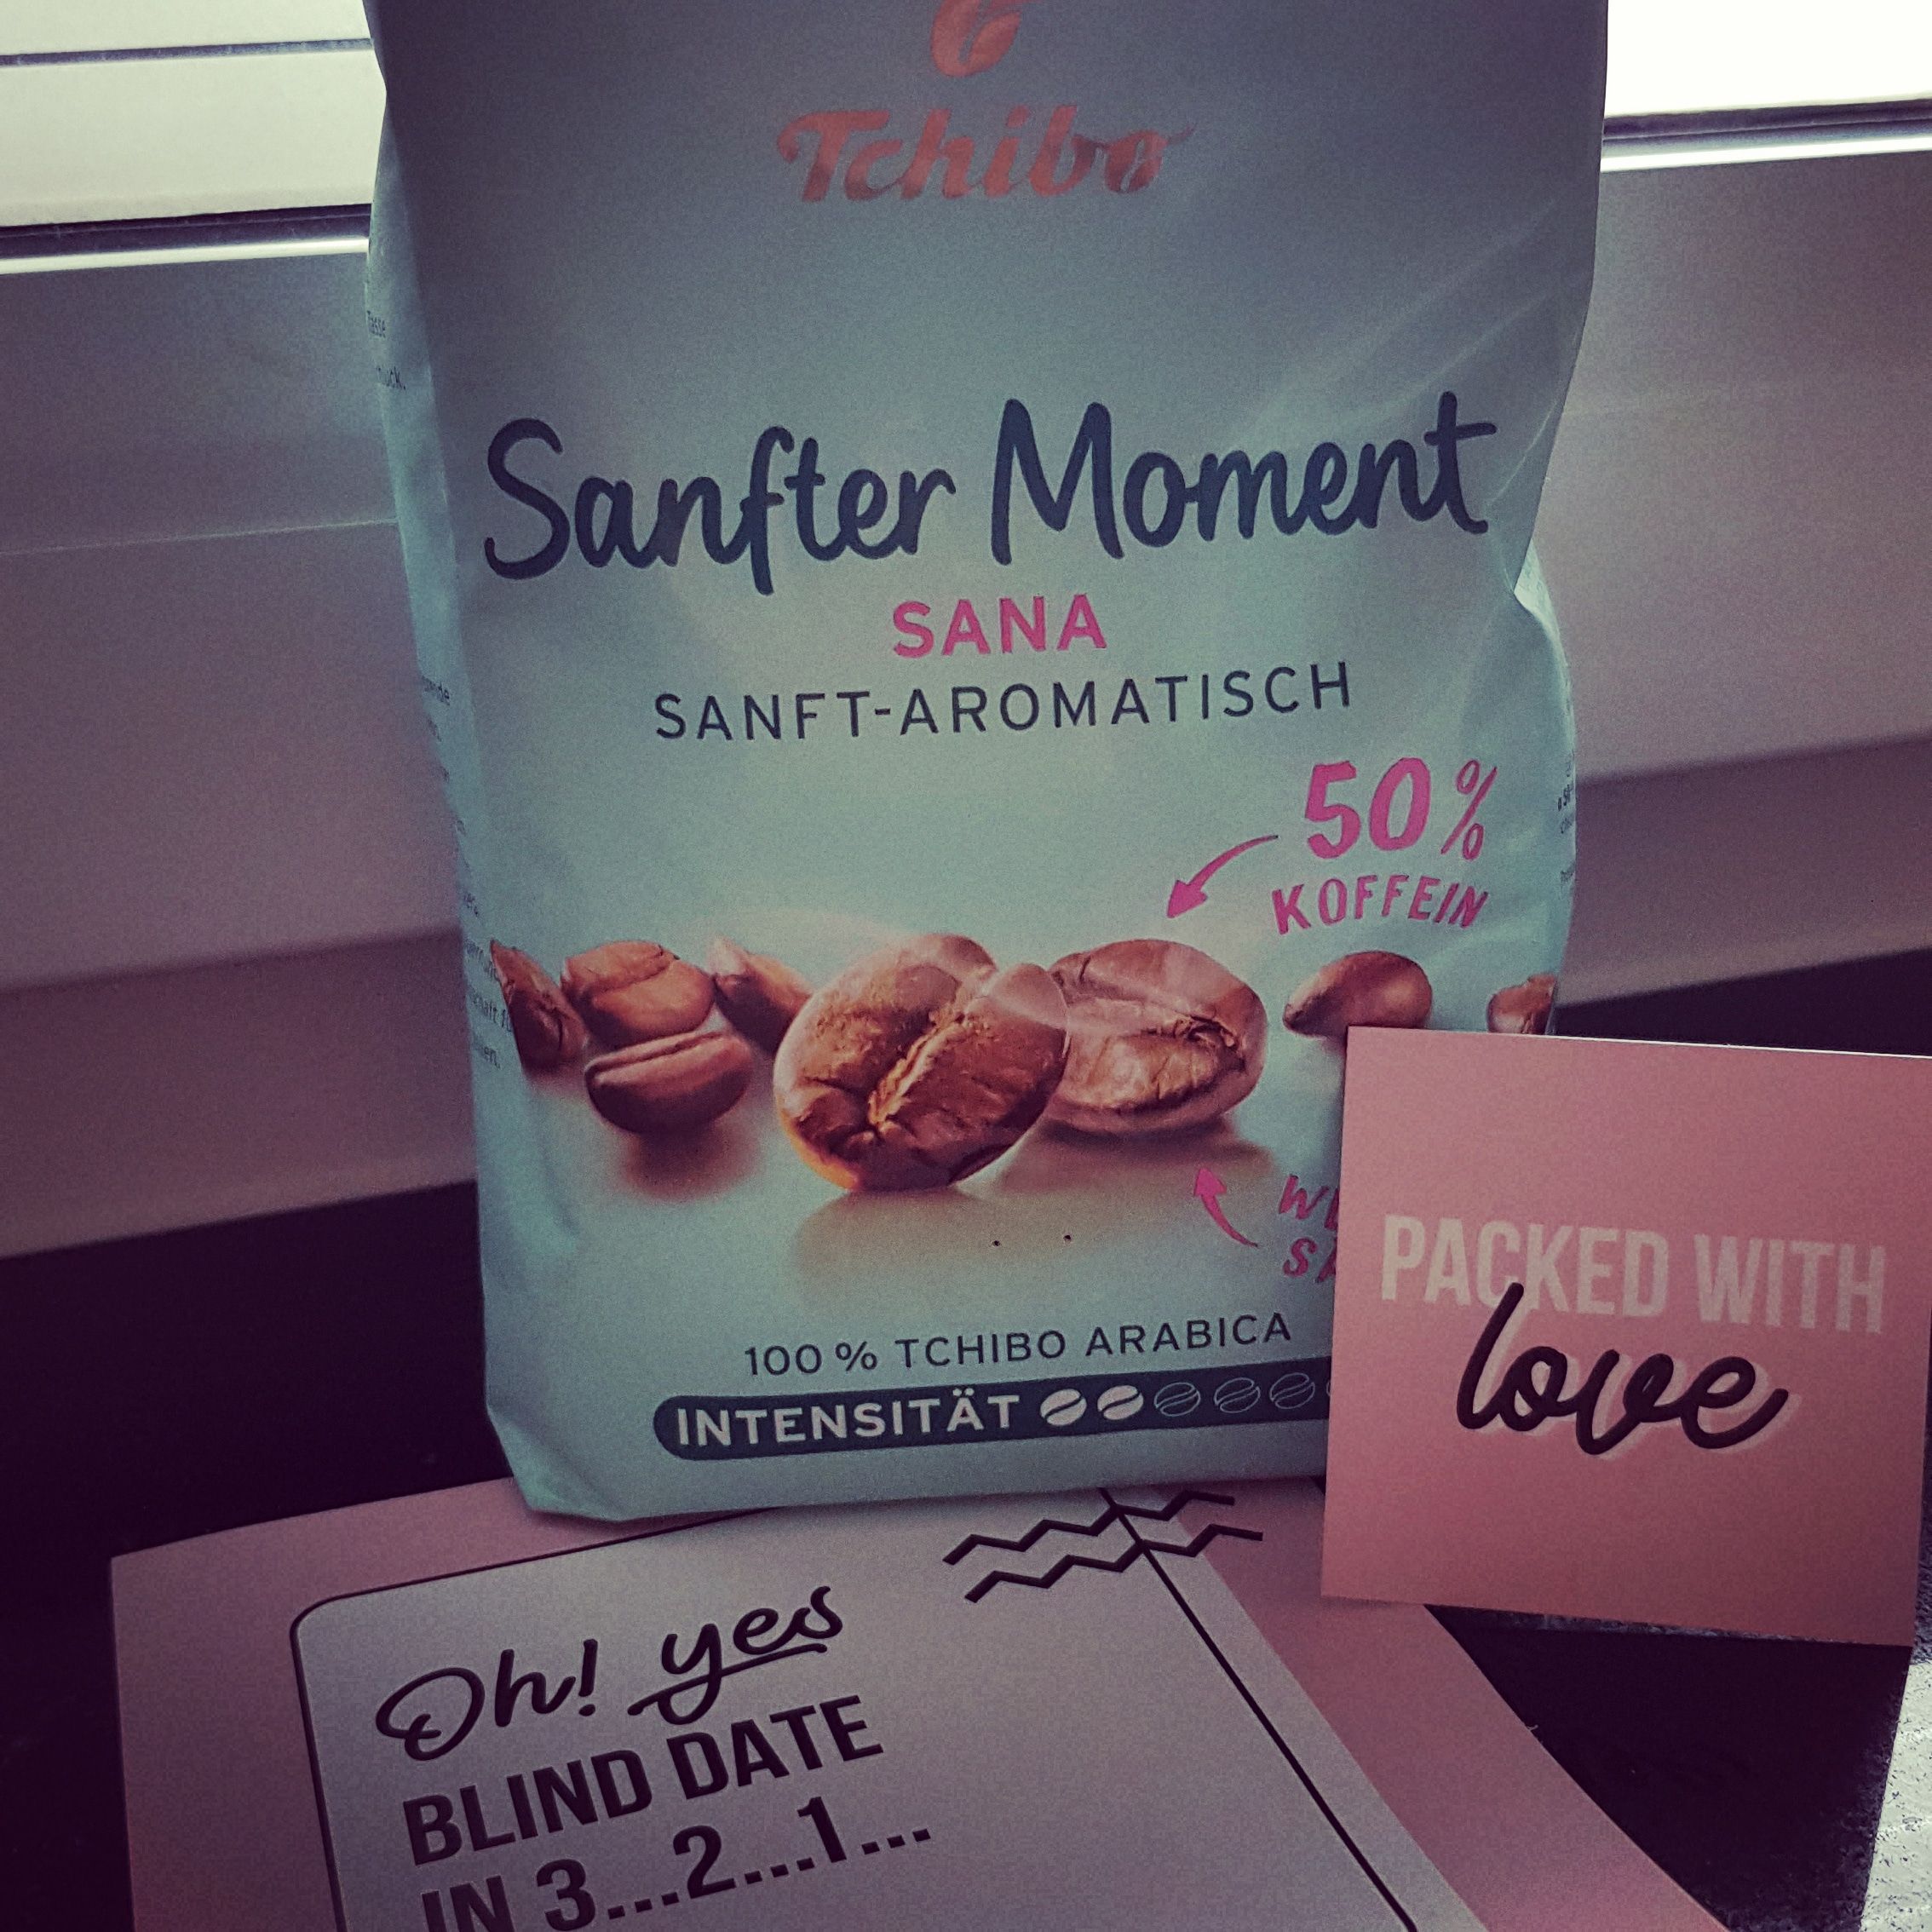 Tchibo
Sanfter Moment
SANA
SANFT-AROMATISCH
50%
KOFFEIN
100 % TCHIBO ARABICA
INTENSITÄT
PACKED WITH
love
Oh! yes
BLIND DATE
IN 3...2...1...